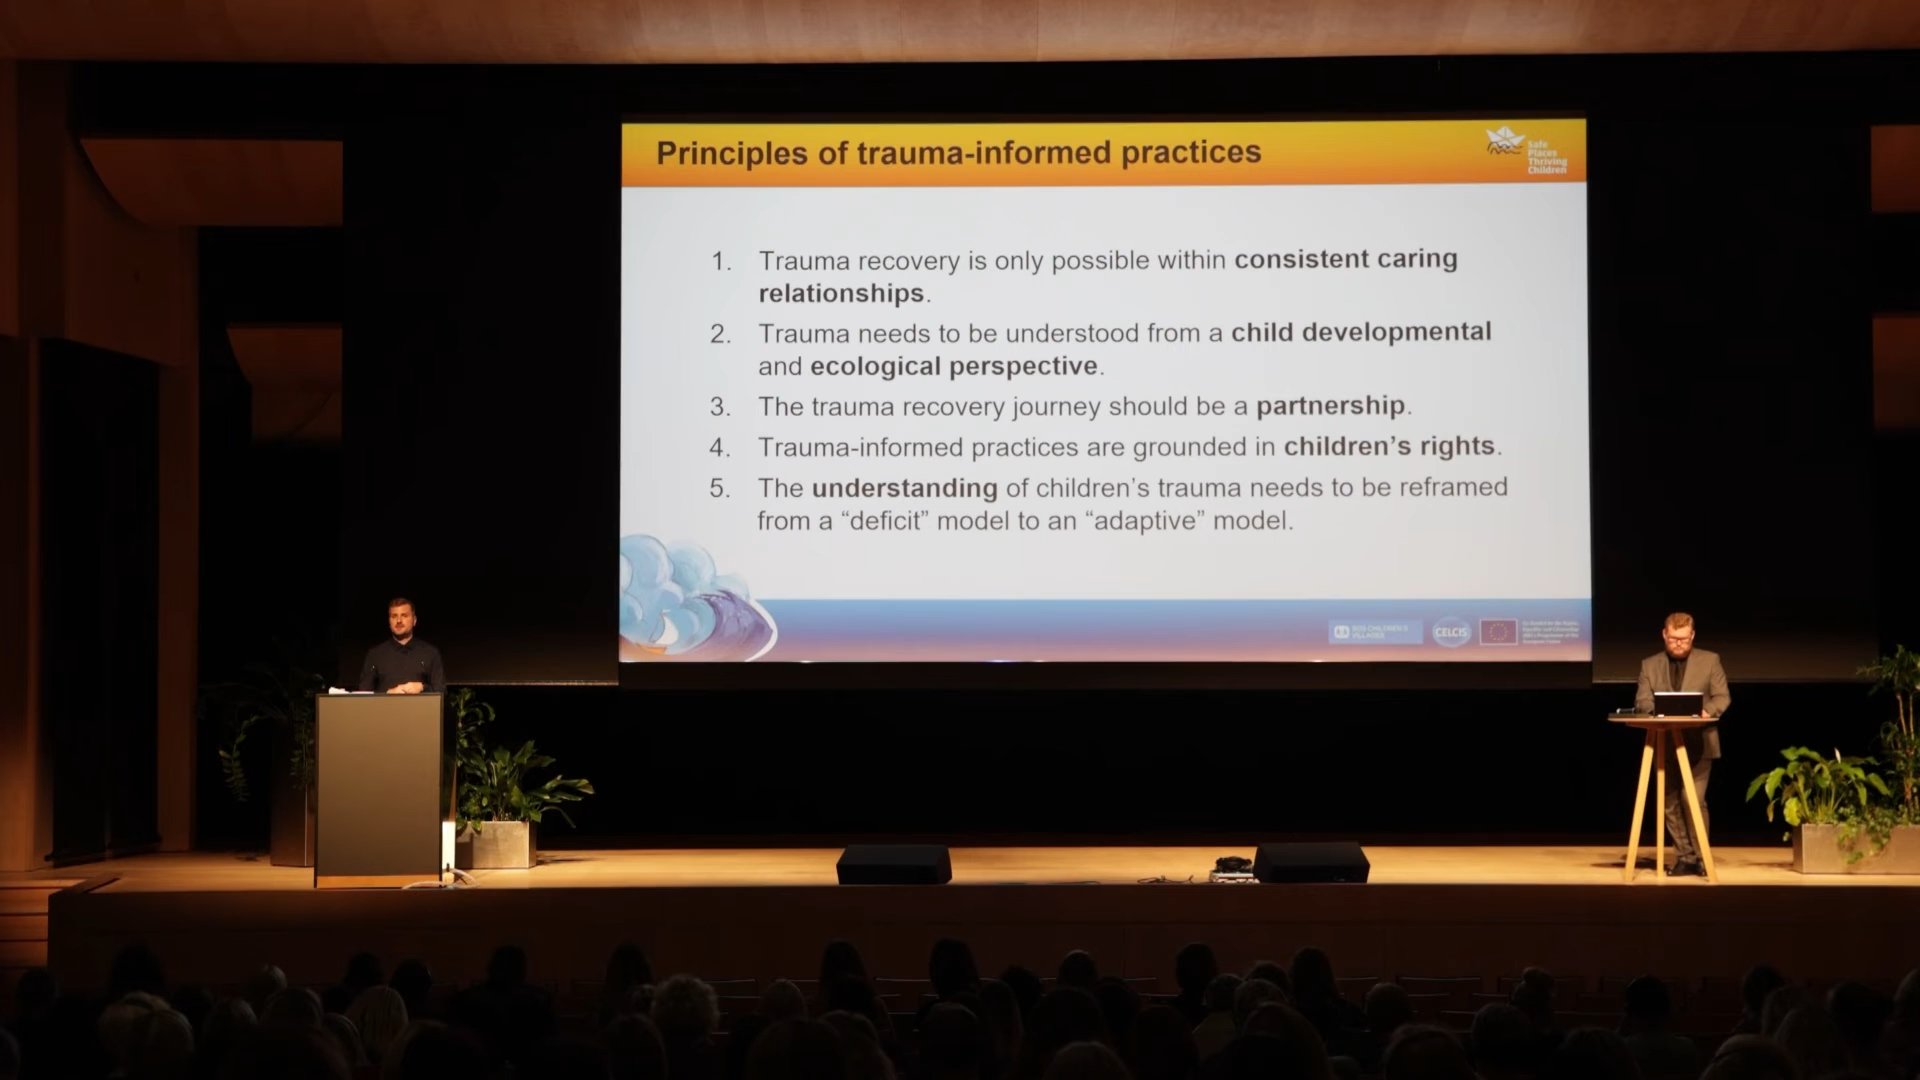 Principles of trauma-informed practices
Safe
Places
Thriving
Children
1. Trauma recovery is only possible within consistent caring
relationships.
2. Trauma needs to be understood from a child developmental
and ecological perspective.
3. The trauma recovery journey should be a partnership.
4. Trauma-informed practices are grounded in children’s rights.
5. The understanding of children’s trauma needs to be reframed
from a “deficit” model to an “adaptive” model.
SOS CHILDREN'S
VILLAGES
CELCIS